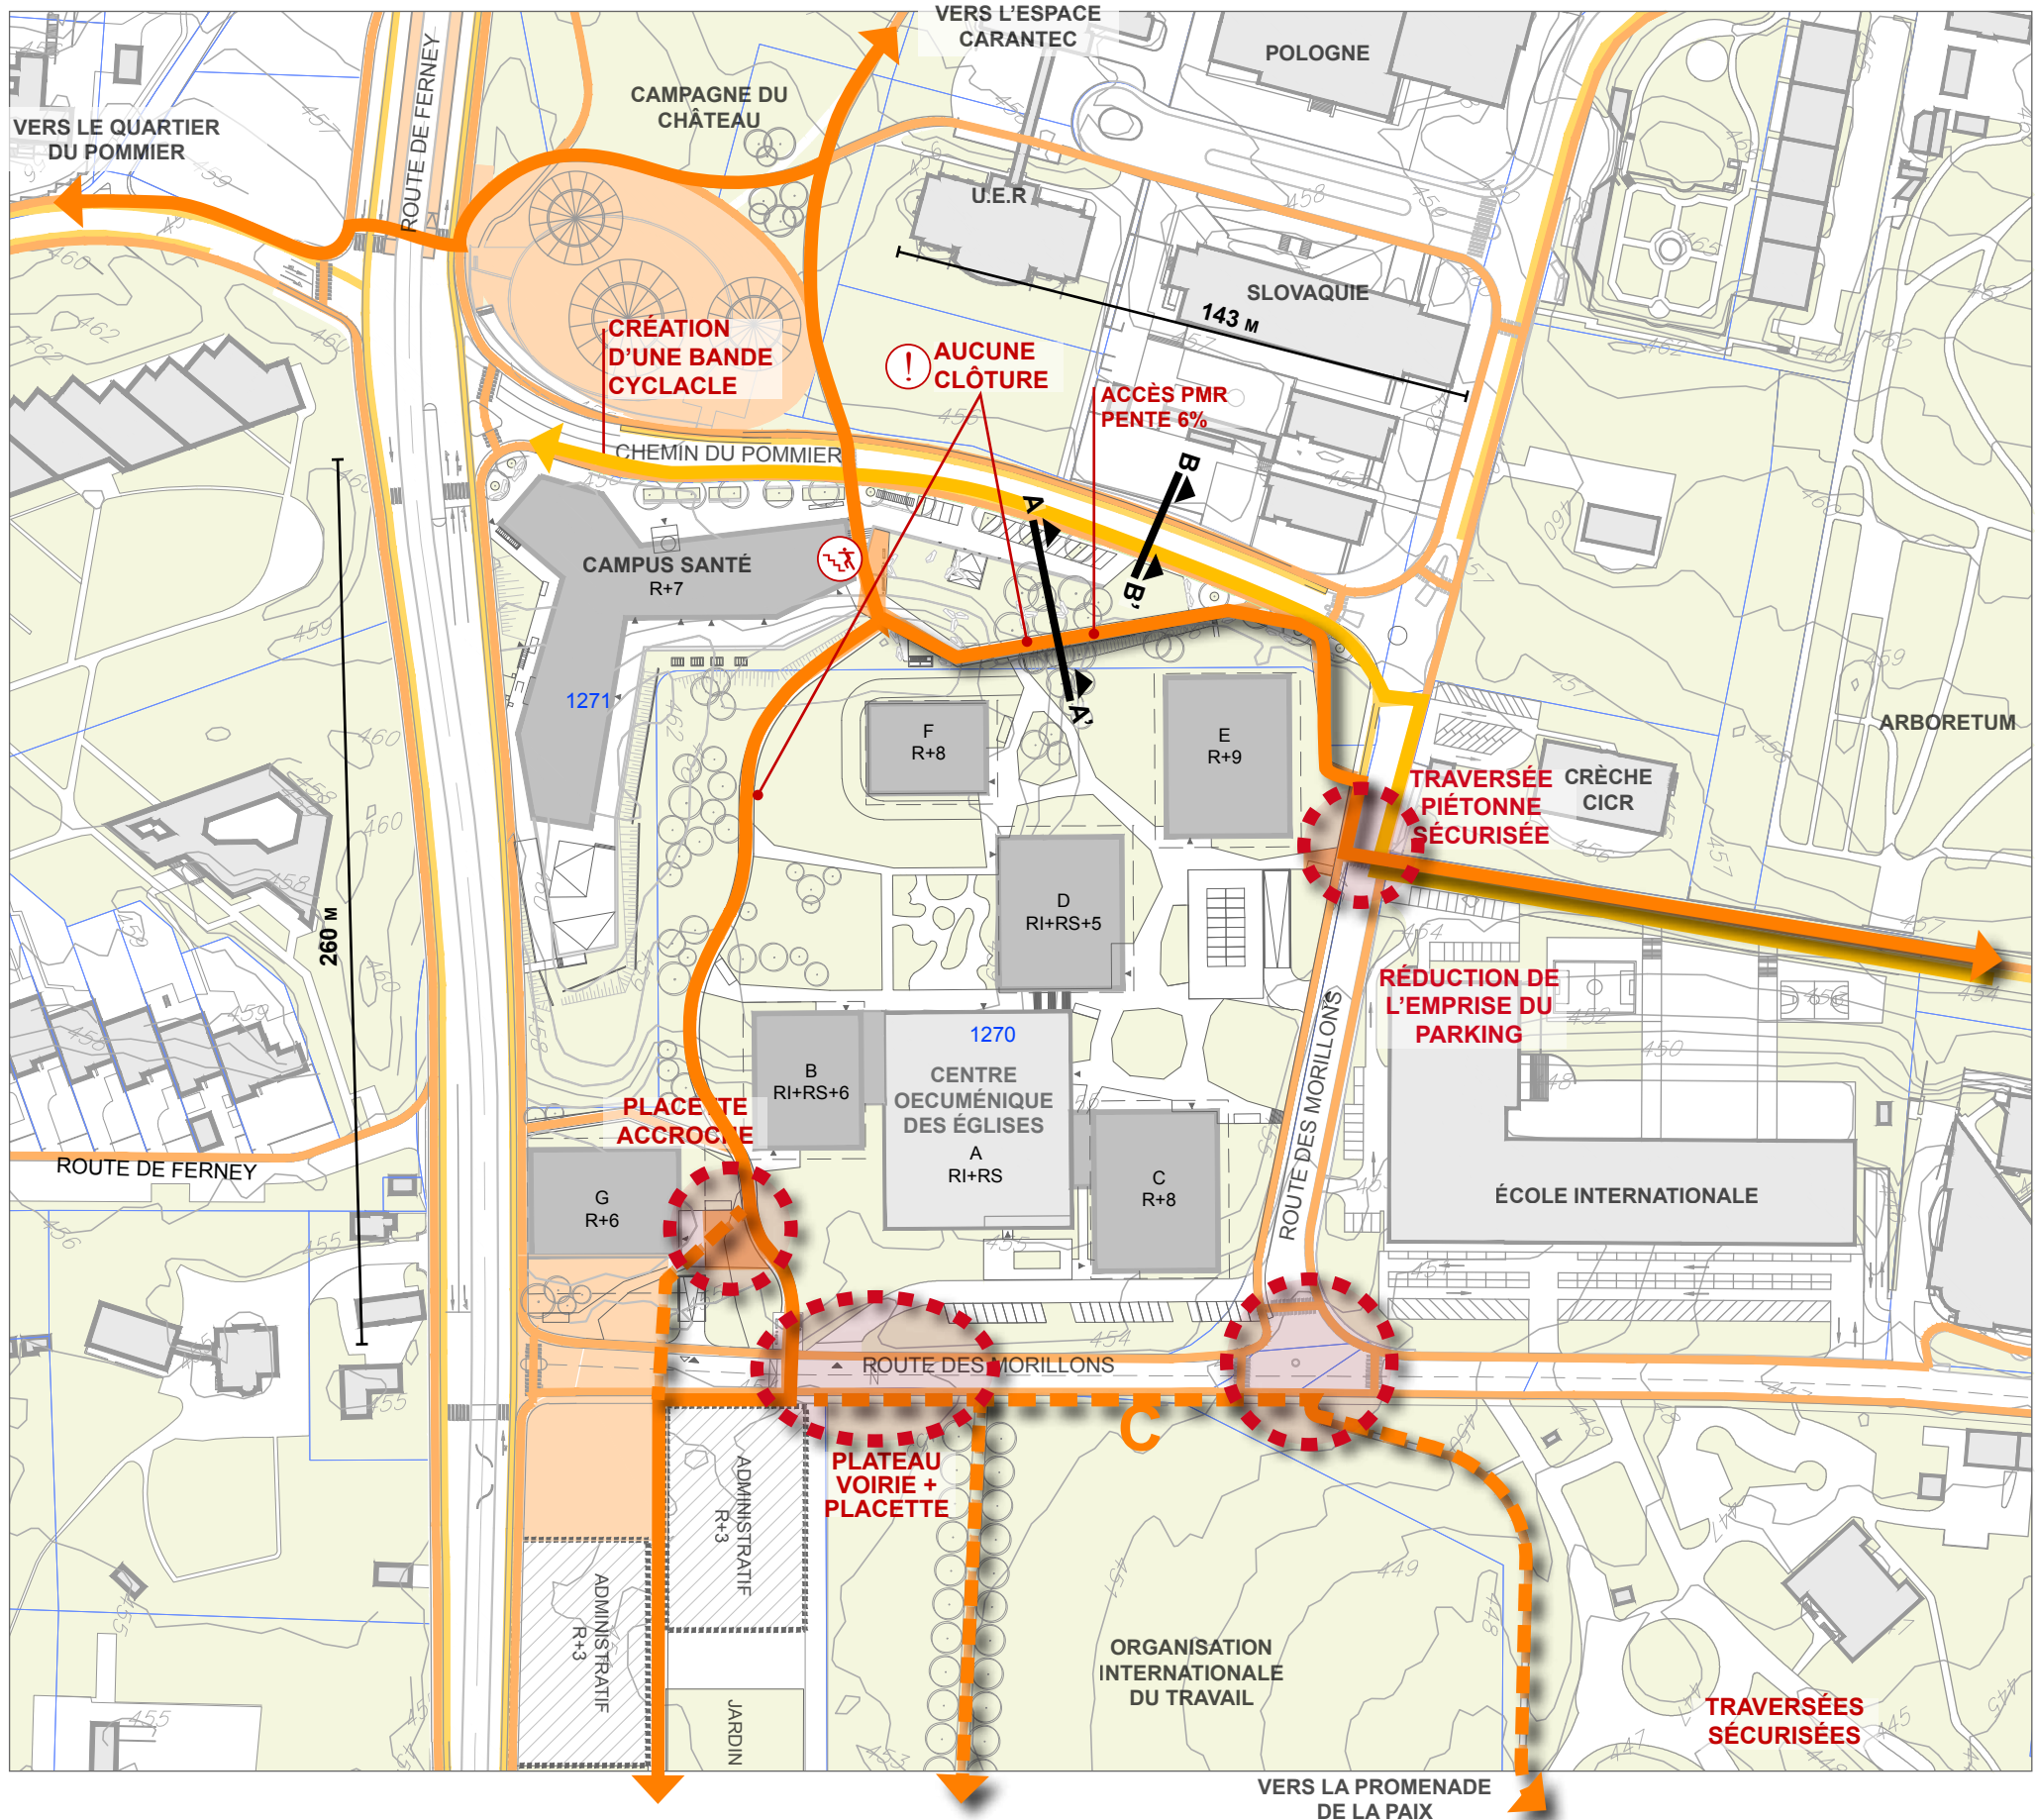 VERS L'ESPACE
CARANTEC
POLOGNE
ROUTE DE FERNEY
CAMPAGNE DU
CHÂTEAU
VERS LE QUARTIER
DU POMMIER
U.E.R
SLOVAQUIE
143 M
CRÉATION
D'UNE BANDE
CYCLACLE
!
AUCUNE
CLÔTURE
ACCÈS PMR
PENTE 6%
CHEMIN DU POMMIER
B
A
B'
A'
CAMPUS SANTÉ
R+7
1271
F
R+8
E
R+9
ARBORETUM
TRAVERSÉE
PIÉTONNE
SÉCURISÉE
CRÈCHE
CICR
260 M
D
RI+RS+5
RÉDUCTION DE
L'EMPRISE DU
PARKING
ROUTE DES MORILLONS
1270
CENTRE
OECUMÉNIQUE
DES ÉGLISES
A
RI+RS
B
RI+RS+6
C
R+8
PLACETTE
ACCROCHE
ROUTE DE FERNEY
G
R+6
ÉCOLE INTERNATIONALE
ROUTE DES MORILLONS
C
PLATEAU
VOIRIE +
PLACETTE
ADMINISTRATIF
R+3
ADMINISTRATIF
R+3
JARDIN
ORGANISATION
INTERNATIONALE
DU TRAVAIL
TRAVERSÉES
SÉCURISÉES
VERS LA PROMENADE
DE LA PAIX